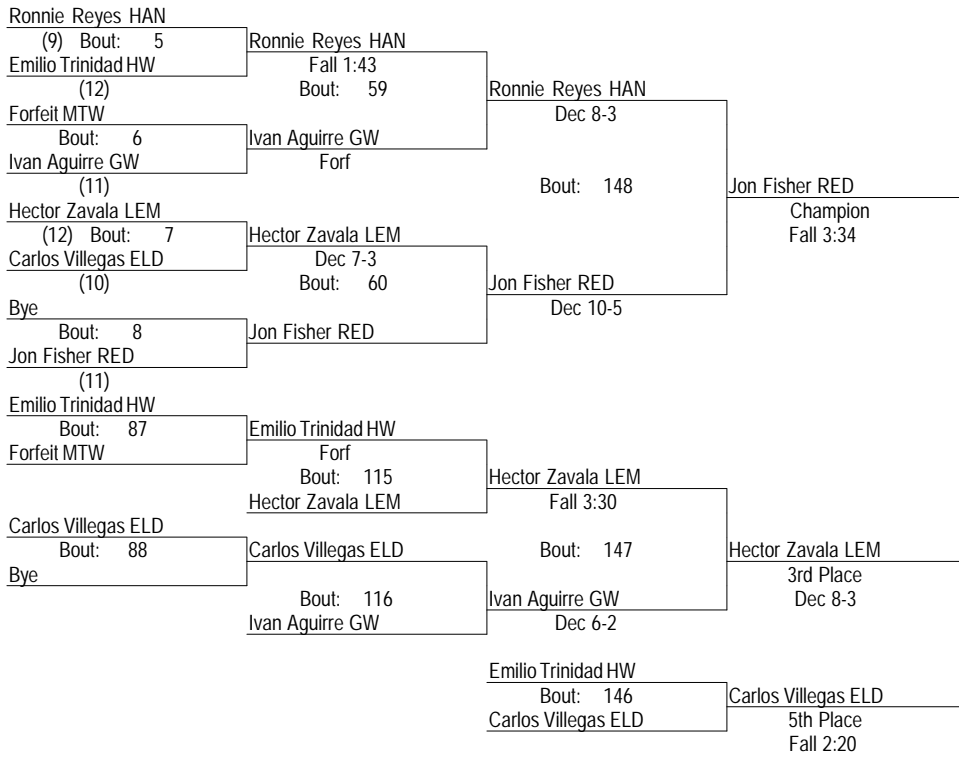 Ronnie Reyes HAN
(9) Bout: 5
Emilio Trinidad HW
(12)
Forfeit MTW
Bout: 6
Ivan Aguirre GW
(11)
Hector Zavala LEM
(12) Bout: 7
Carlos Villegas ELD
(10)
Bye
Bout: 8
Jon Fisher RED
(11)
Emilio Trinidad HW
Bout: 87
Forfeit MTW
Carlos Villegas ELD
Bout: 88
Bye
Ronnie Reyes HAN
Fall 1:43
Bout: 59
Ivan Aguirre GW
Forf
Hector Zavala LEM
Dec 7-3
Bout: 60
Jon Fisher RED
Emilio Trinidad HW
Forf
Bout: 115
Hector Zavala LEM
Carlos Villegas ELD
Bout: 116
Ivan Aguirre GW
Ronnie Reyes HAN
Dec 8-3
Bout: 148
Jon Fisher RED
Dec 10-5
Hector Zavala LEM
Fall 3:30
Bout: 147
Ivan Aguirre GW
Dec 6-2
Emilio Trinidad HW
Bout: 146
Carlos Villegas ELD
Jon Fisher RED
Champion
Fall 3:34
Hector Zavala LEM
3rd Place
Dec 8-3
Carlos Villegas ELD
5th Place
Fall 2:20